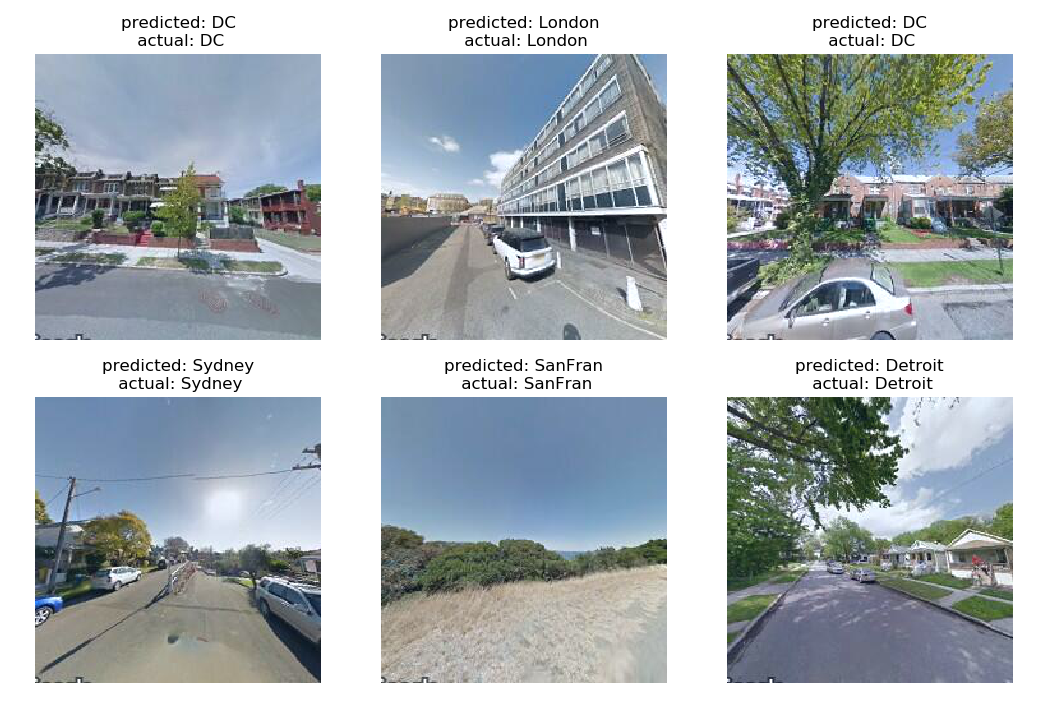 predicted: DC
actual: DC
predicted: London
actual: London
predicted: DC
actual: DC
predicted: Sydney
actual: Sydney
predicted: SanFran
actual: SanFran
predicted: Detroit
actual: Detroit